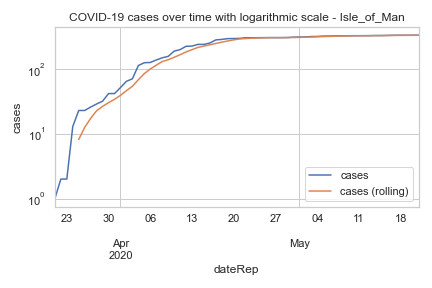 COVID-19 cases over time with logarithmic scale - Isle_of_Man
cases
10²
10¹
10⁰
cases
cases (rolling)
23 30 06 13 20 27 04 11 18
Apr May
2020
dateRep